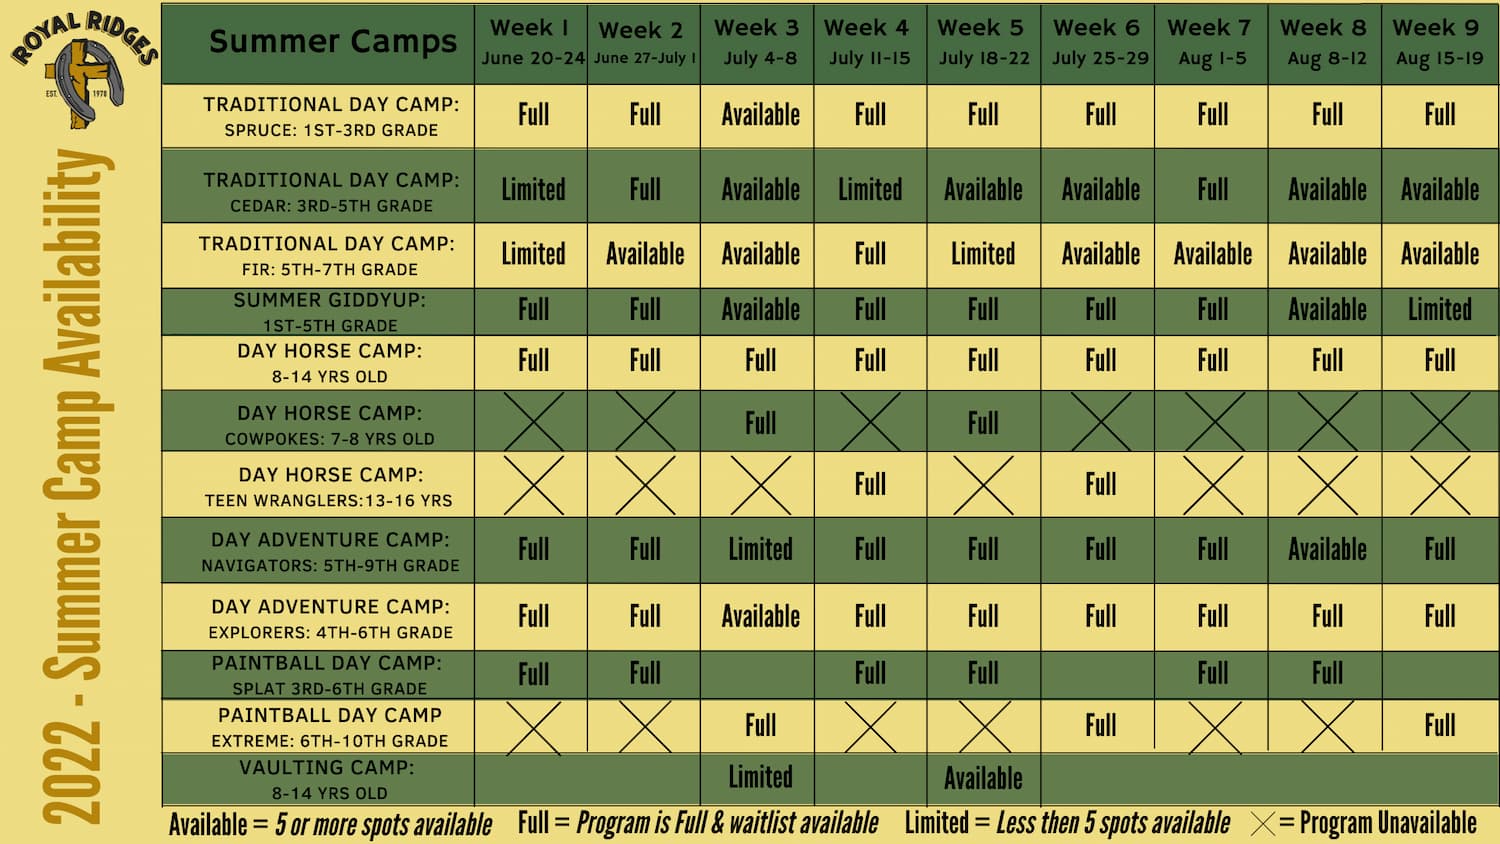 ROYAL RIDGES
EST. 1978
2022 - Summer Camp Availability
Summer Camps
Week 1
June 20-24
Week 2
June 27-July 1
Week 3
July 4-8
Week 4
July 11-15
Week 5
July 18-22
Week 6
July 25-29
Week 7
Aug 1-5
Week 8
Aug 8-12
Week 9
Aug 15-19
TRADITIONAL DAY CAMP:
SPRUCE: 1ST-3RD GRADE
Full Full Available Full Full Full Full Full Full
TRADITIONAL DAY CAMP:
CEDAR: 3RD-5TH GRADE
Limited Full Available Limited Available Available Full Available Available
TRADITIONAL DAY CAMP:
FIR: 5TH-7TH GRADE
Limited Available Available Full Limited Available Available Available Available
SUMMER GIDDYUP:
1ST-5TH GRADE
Full Full Available Full Full Full Full Available Limited
DAY HORSE CAMP:
8-14 YRS OLD
Full Full Full Full Full Full Full Full Full
DAY HORSE CAMP:
COWPOKES: 7-8 YRS OLD
Full Full
DAY HORSE CAMP:
TEEN WRANGLERS:13-16 YRS
Full Full
DAY ADVENTURE CAMP:
NAVIGATORS: 5TH-9TH GRADE
Full Full Limited Full Full Full Full Available Full
DAY ADVENTURE CAMP:
EXPLORERS: 4TH-6TH GRADE
Full Full Available Full Full Full Full Full Full
PAINTBALL DAY CAMP:
SPLAT 3RD-6TH GRADE
Full Full Full Full Full Full
PAINTBALL DAY CAMP
EXTREME: 6TH-10TH GRADE
Full Full Full
VAULTING CAMP:
8-14 YRS OLD
Limited Available
Available = 5 or more spots available Full = Program is Full & waitlist available Limited = Less then 5 spots available = Program Unavailable